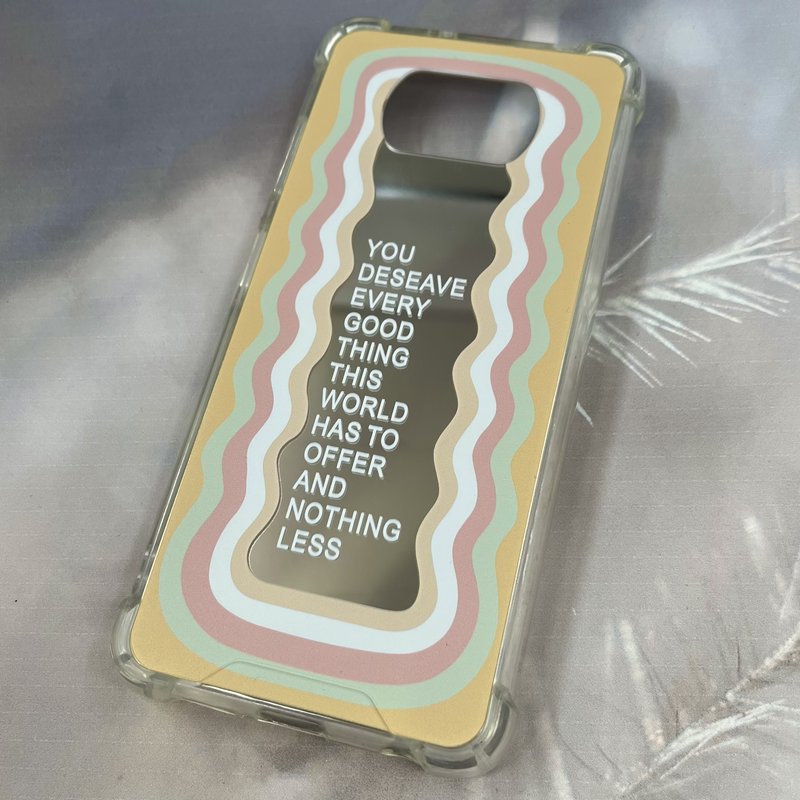 YOU
DESEAVE
EVERY
GOOD
THING
THIS
WORLD
HAS TO
OFFER
AND
NOTHING
LESS